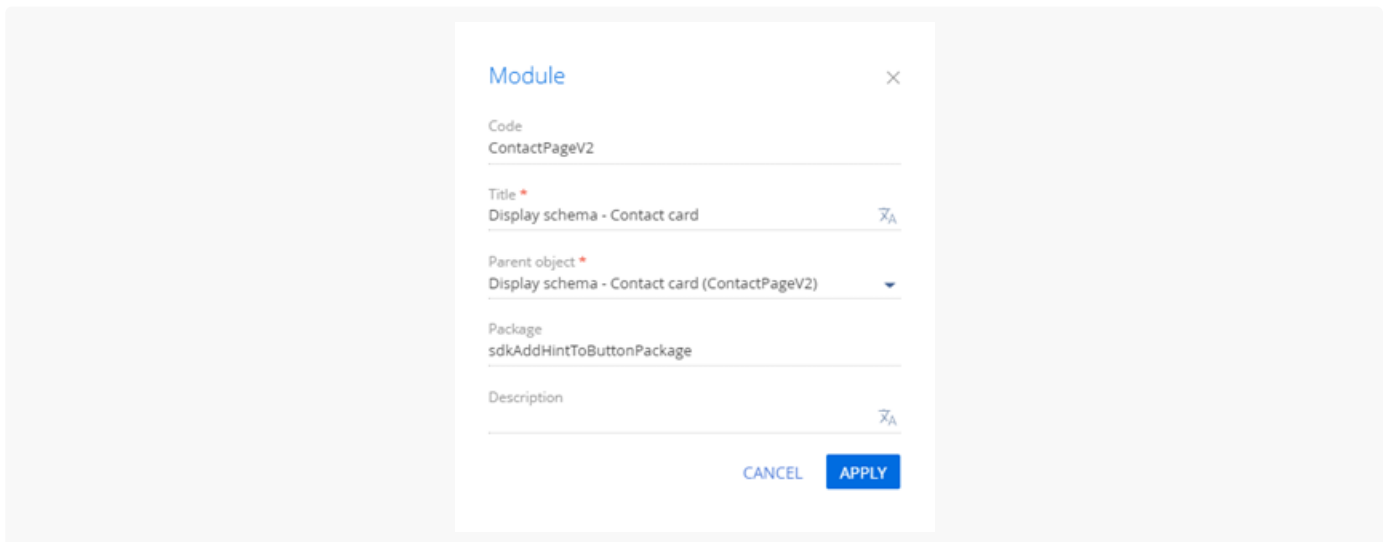 Module
Code
ContactPageV2
Title *
Display schema - Contact card
Parent object *
Display schema - Contact card (ContactPageV2)
Package
sdkAddHintToButtonPackage
Description
CANCEL APPLY